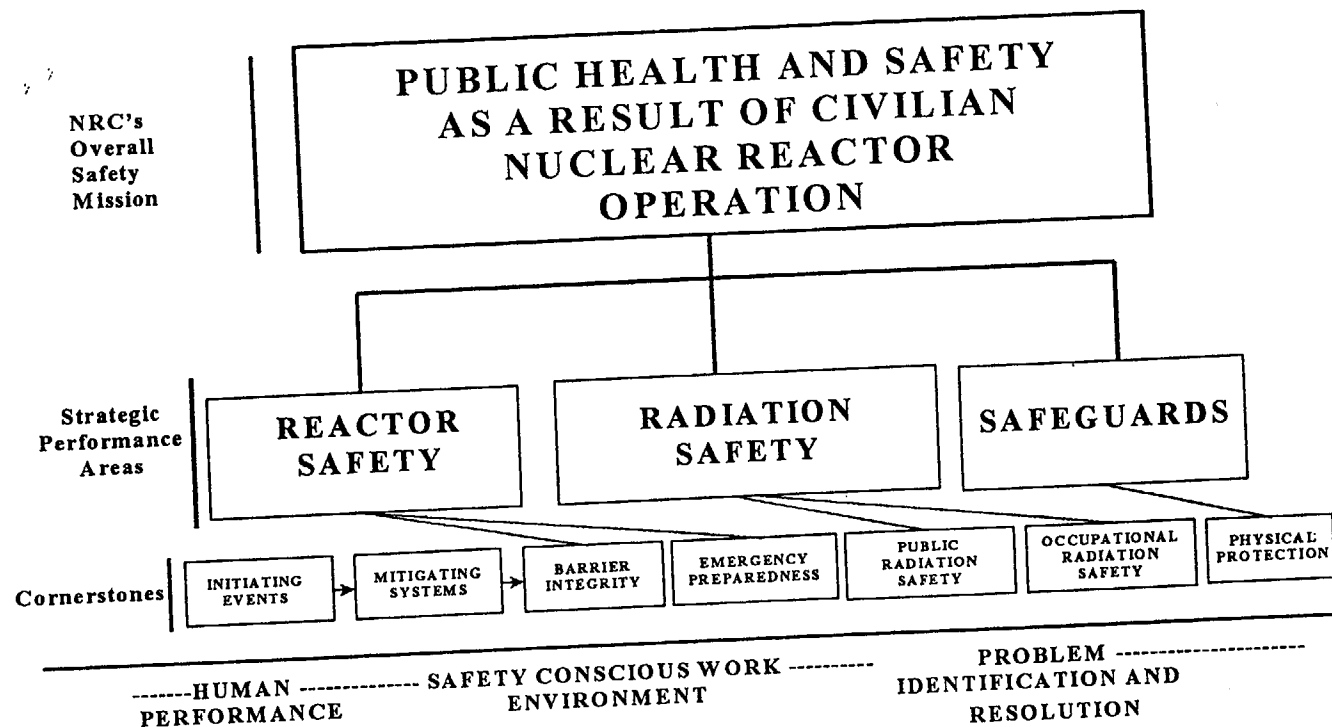 NRC's
Overall
Safety
Mission
PUBLIC HEALTH AND SAFETY
AS A RESULT OF CIVILIAN
NUCLEAR REACTOR
OPERATION
Strategic
Performance
Areas
REACTOR
SAFETY
RADIATION
SAFETY
SAFEGUARDS
Cornerstones
INITIATING
EVENTS
MITIGATING
SYSTEMS
BARRIER
INTEGRITY
EMERGENCY
PREPAREDNESS
PUBLIC
RADIATION
SAFETY
OCCUPATIONAL
RADIATION
SAFETY
PHYSICAL
PROTECTION
-------HUMAN --------------
PERFORMANCE
SAFETY CONSCIOUS WORK ----------
ENVIRONMENT
PROBLEM ----------------------
IDENTIFICATION AND
RESOLUTION